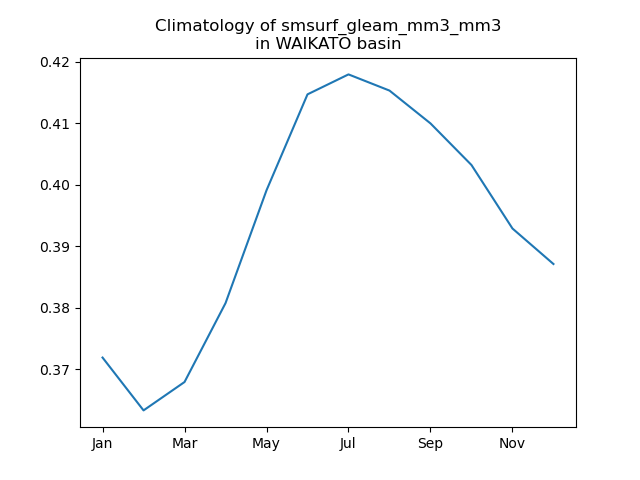 Climatology of smsurf_gleam_mm3_mm3
in WAIKATO basin
0.42
0.41
0.40
0.39
0.38
0.37
Jan Mar May Jul Sep Nov